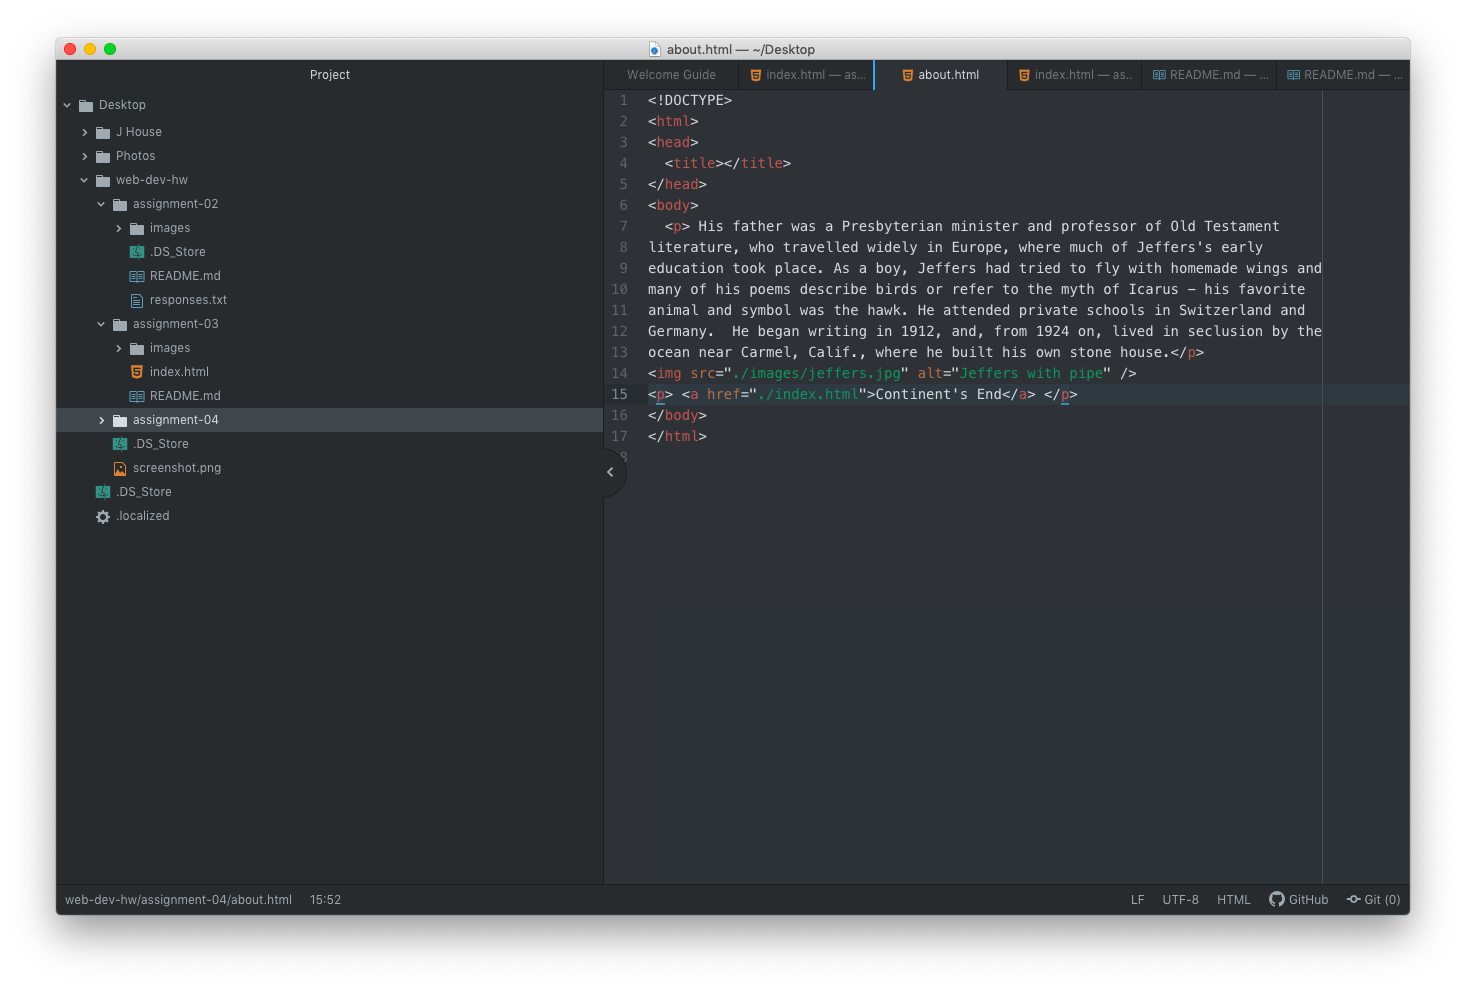 about.html — ~/Desktop
Project
Welcome Guide
index.html — as...
about.html
index.html — as..
README.md — ...
README.md — ...
Desktop
J House
Photos
web-dev-hw
assignment-02
images
.DS_Store
README.md
responses.txt
assignment-03
images
index.html
README.md
assignment-04
.DS_Store
screenshot.png
.DS_Store
.localized
1 <!DOCTYPE>
2 <html>
3 <head>
4 <title></title>
5 </head>
6 <body>
7 <p> His father was a Presbyterian minister and professor of Old Testament
8 literature, who travelled widely in Europe, where much of Jeffers's early
9 education took place. As a boy, Jeffers had tried to fly with homemade wings and
10 many of his poems describe birds or refer to the myth of Icarus – his favorite
11 animal and symbol was the hawk. He attended private schools in Switzerland and
12 Germany.  He began writing in 1912, and, from 1924 on, lived in seclusion by the
13 ocean near Carmel, Calif., where he built his own stone house.</p>
14 <img src="./images/jeffers.jpg" alt="Jeffers with pipe" />
15 <p> <a href="./index.html">Continent's End</a> </p>
16 </body>
17 </html>
8
web-dev-hw/assignment-04/about.html 15:52
LF UTF-8 HTML GitHub Git (0)